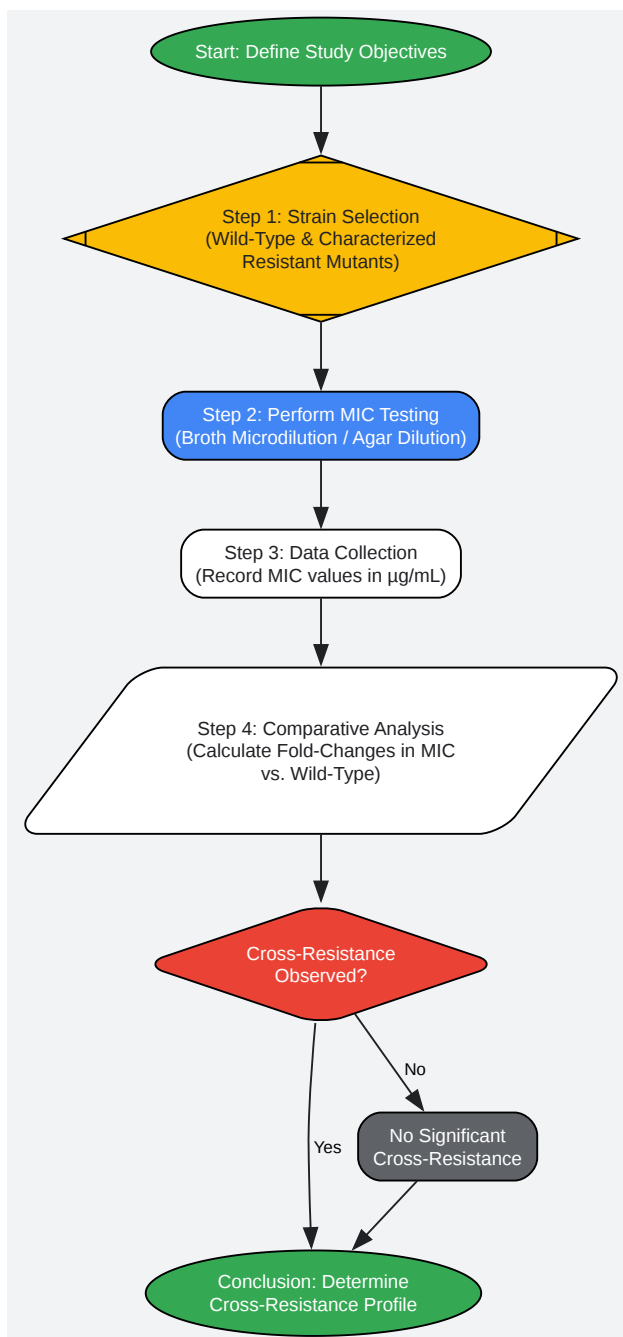 Start: Define Study Objectives
Step 1: Strain Selection
(Wild-Type & Characterized
Resistant Mutants)
Step 2: Perform MIC Testing
(Broth Microdilution / Agar Dilution)
Step 3: Data Collection
(Record MIC values in µg/mL)
Step 4: Comparative Analysis
(Calculate Fold-Changes in MIC
vs. Wild-Type)
Cross-Resistance
Observed?
No
Yes
No Significant
Cross-Resistance
Conclusion: Determine
Cross-Resistance Profile